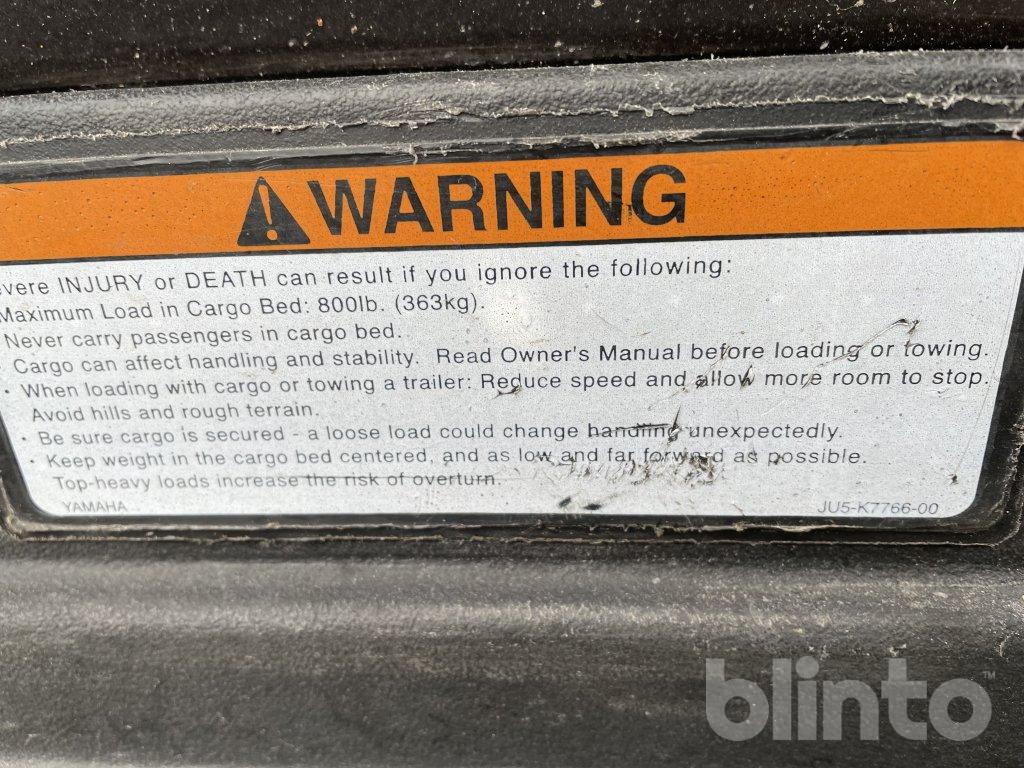 WARNING
vere INJURY or DEATH can result if you ignore the following:
Maximum Load in Cargo Bed: 800lb. (363kg).
Never carry passengers in cargo bed.
Cargo can affect handling and stability. Read Owner's Manual before loading or towing.
· When loading with cargo or towing a trailer: Reduce speed and allow more room to stop.
Avoid hills and rough terrain.
· Be sure cargo is secured - a loose load could change handling unexpectedly.
· Keep weight in the cargo bed centered, and as low and far forward as possible.
Top-heavy loads increase the risk of overturn.
YAMAHA JU5-K7766-00
blinto™